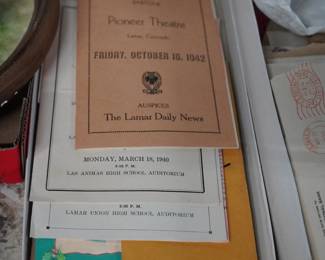 Pioneer Theatre
Lamar, Colorado
FRIDAY, OCTOBER 16, 1942
AUSPICES
The Lamar Daily News
MONDAY, MARCH 18, 1940
P. M.
LAS ANIMAS HIGH SCHOOL AUDITORIUM
P. M.
LAMAR UNION HIGH SCHOOL AUDITORIUM